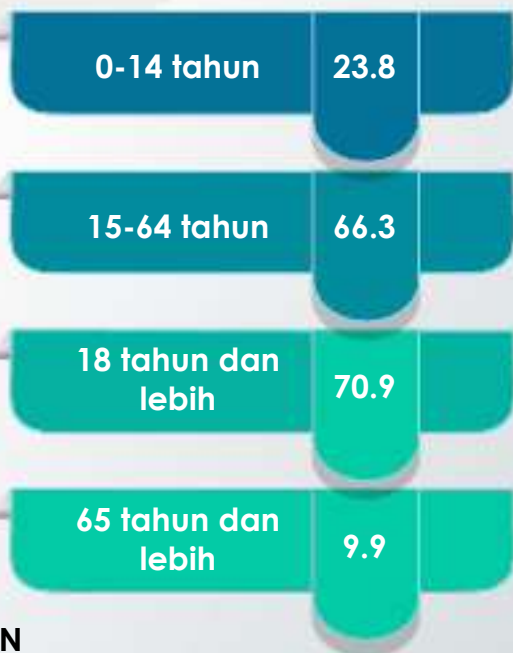 0-14 tahun 23.8
15-64 tahun 66.3
18 tahun dan
lebih 70.9
65 tahun dan
lebih 9.9
N